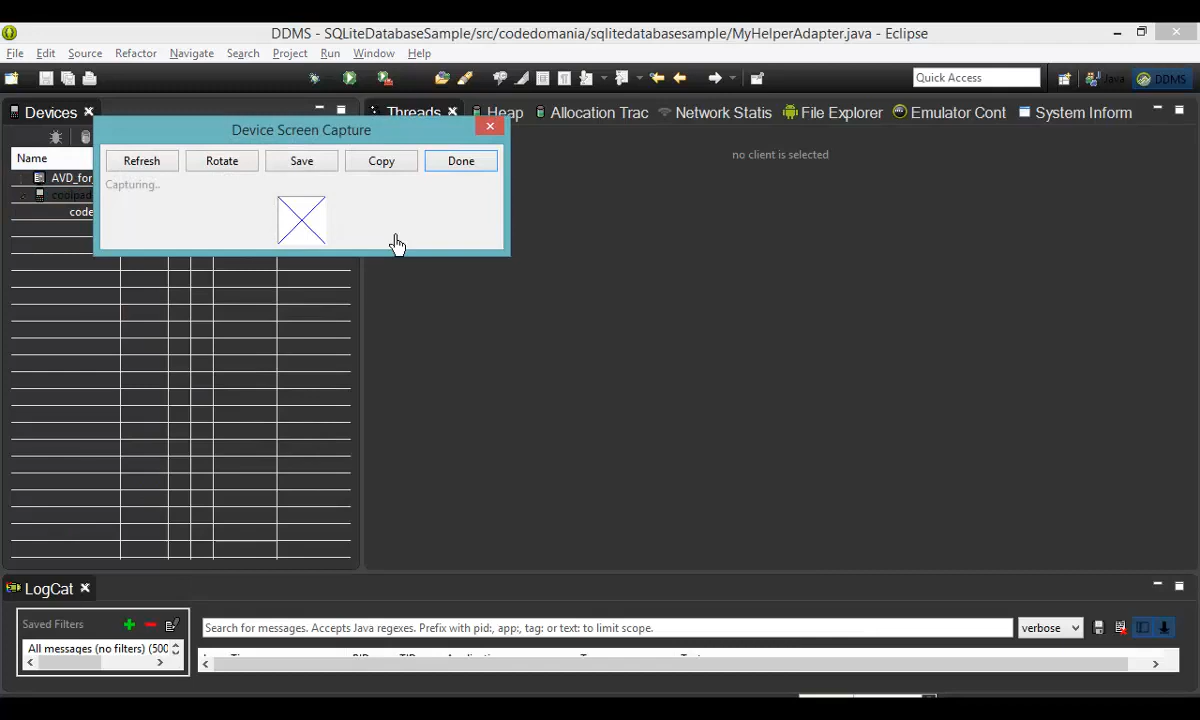 DDMS - SQLiteDatabaseSample/src/codedomania/sqlitedatabasesample/MyHelperAdapter.java - Eclipse
File Edit Source Refactor Navigate Search Project Run Window Help
Quick Access
Java
DDMS
Devices
Threads Heap Allocation Trac Network Statis File Explorer Emulator Cont System Inform
Device Screen Capture
Name
Refresh Rotate Save Copy Done
no client is selected
AVD_for
Capturing..
coolpad
code
LogCat
Saved Filters
Search for messages. Accepts Java regexes. Prefix with pid:, app:, tag: or text: to limit scope.
verbose
All messages (no filters) (500